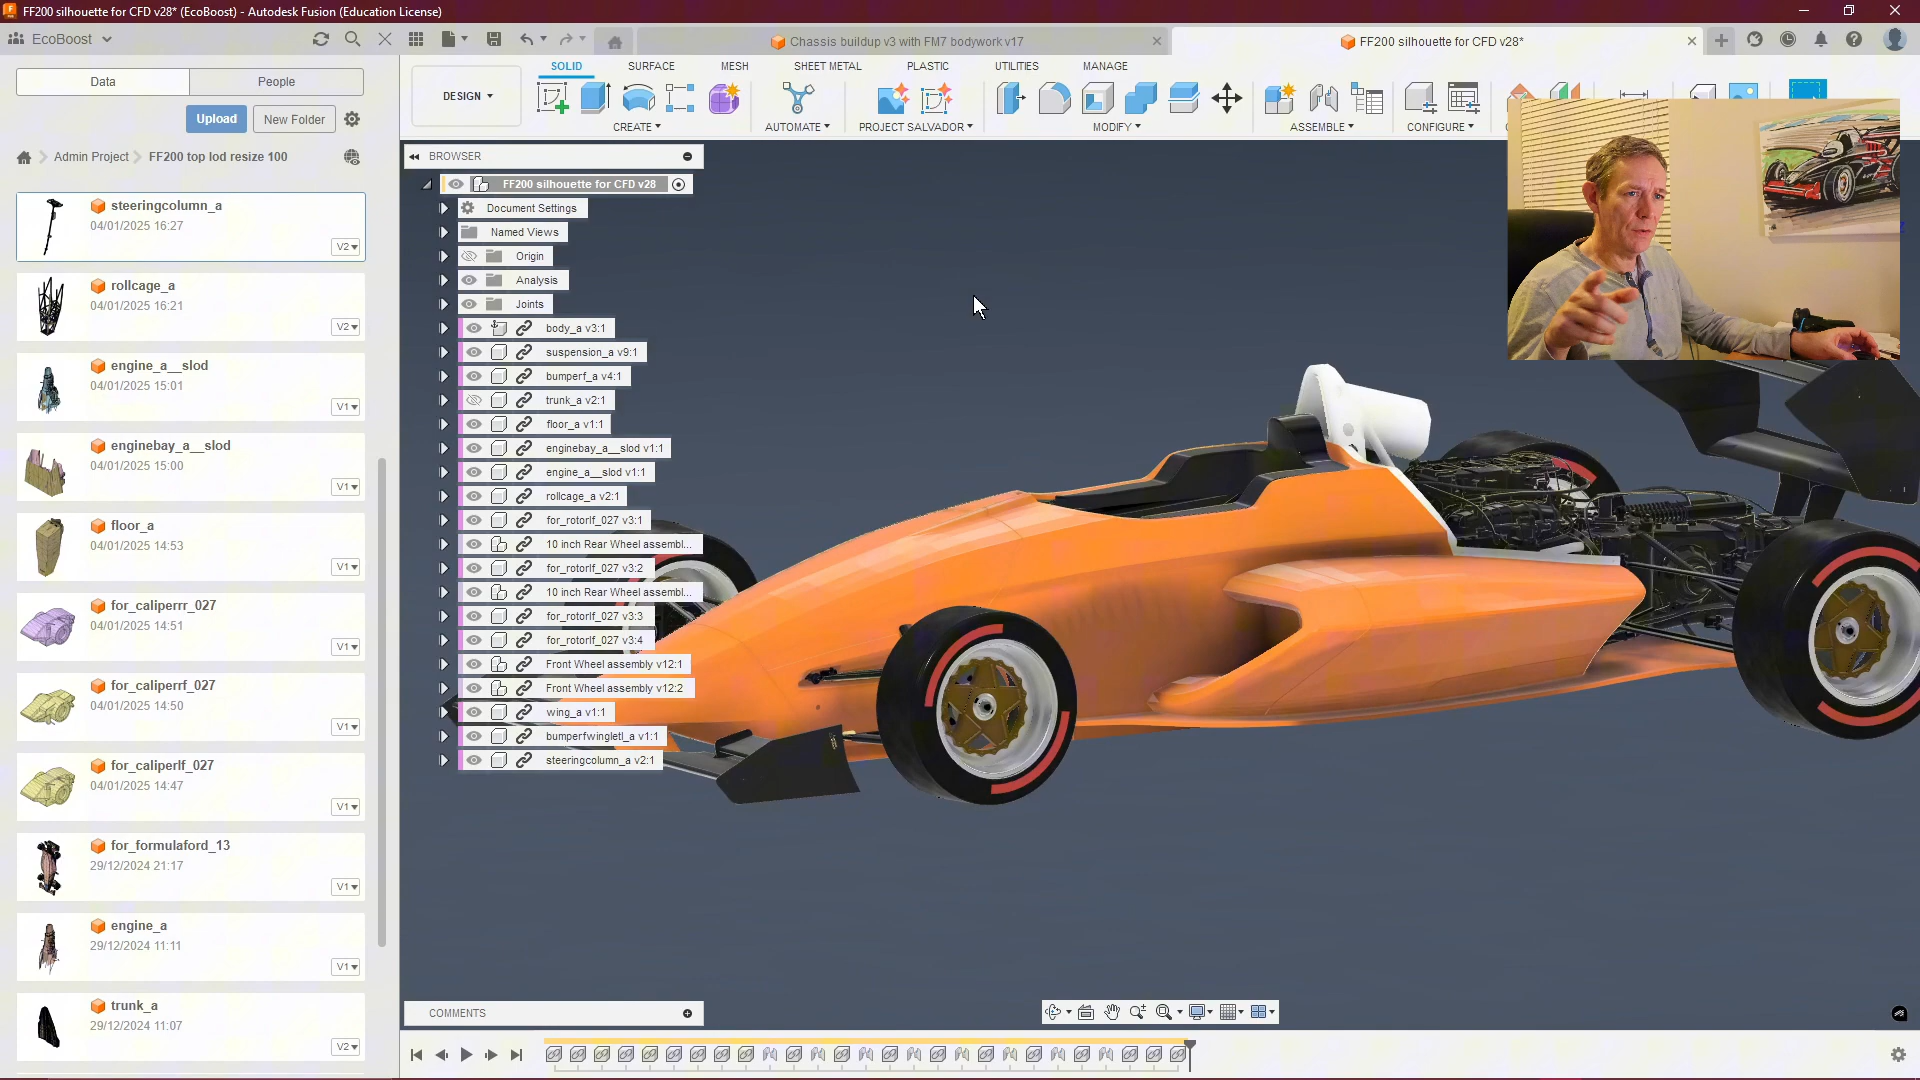 FF200 silhouette for CFD v28* (EcoBoost) - Autodesk Fusion (Education License)
EcoBoost
Chassis buildup v3 with FM7 bodywork v17
FF200 silhouette for CFD v28*
Data
People
Upload
New Folder
Admin Project
FF200 top lod resize 100
steeringcolumn_a
04/01/2025 16:27
V2
rollcage_a
04/01/2025 16:21
V2
engine_a__slod
04/01/2025 15:01
V1
enginebay_a__slod
04/01/2025 15:00
V1
floor_a
04/01/2025 14:53
V1
for_caliperrr_027
04/01/2025 14:51
V1
for_caliperrf_027
04/01/2025 14:50
V1
for_caliperlf_027
04/01/2025 14:47
V1
for_formulaford_13
29/12/2024 21:17
V1
engine_a
29/12/2024 11:11
V1
trunk_a
29/12/2024 11:07
V2
DESIGN
SOLID
SURFACE
MESH
SHEET METAL
PLASTIC
UTILITIES
MANAGE
CREATE
AUTOMATE
PROJECT SALVADOR
MODIFY
ASSEMBLE
CONFIGURE
BROWSER
FF200 silhouette for CFD v28
Document Settings
Named Views
Origin
Analysis
Joints
body_a v3:1
suspension_a v9:1
bumperf_a v4:1
trunk_a v2:1
floor_a v1:1
enginebay_a__slod v1:1
engine_a__slod v1:1
rollcage_a v2:1
for_rotorlf_027 v3:1
10 inch Rear Wheel assembl...
for_rotorlf_027 v3:2
10 inch Rear Wheel assembl...
for_rotorlf_027 v3:3
for_rotorlf_027 v3:4
Front Wheel assembly v12:1
Front Wheel assembly v12:2
wing_a v1:1
bumperfwingletl_a v1:1
steeringcolumn_a v2:1
COMMENTS